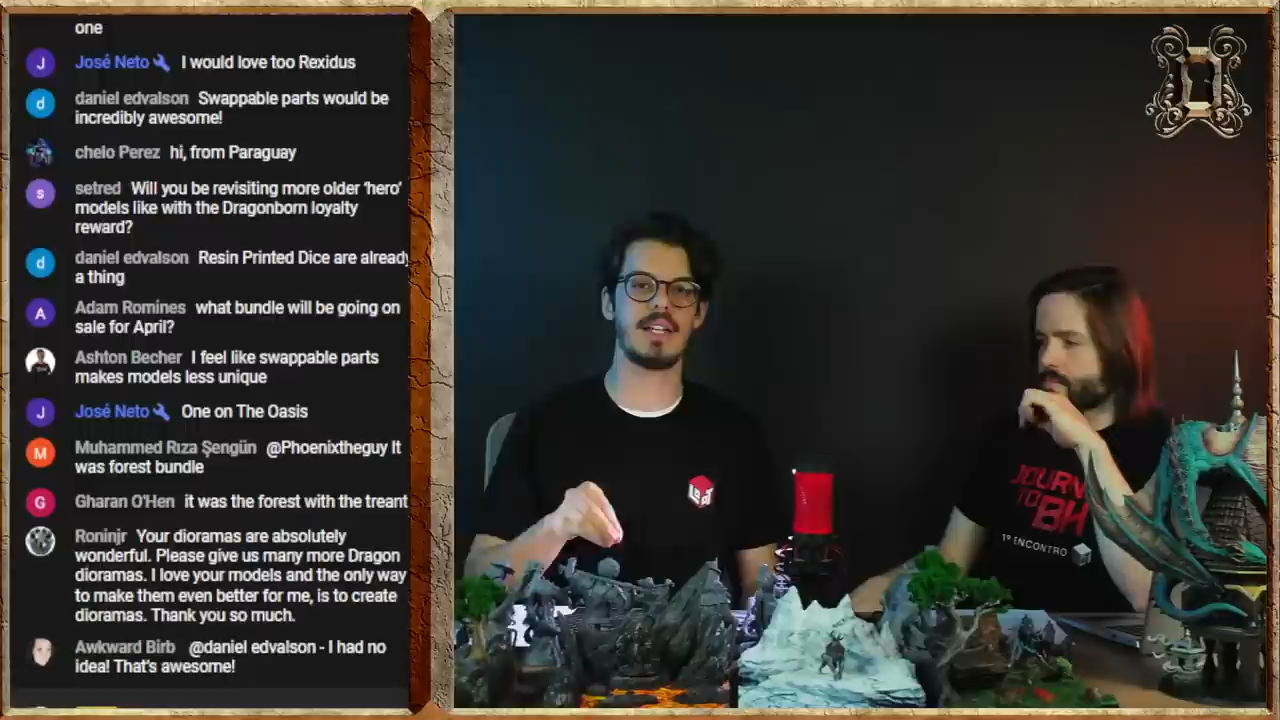 one
José Neto I would love too Rexidus
daniel edvalson Swappable parts would be
incredibly awesome!
chelo Perez hi, from Paraguay
setred Will you be revisiting more older 'hero'
models like with the Dragonborn loyalty
reward?
daniel edvalson Resin Printed Dice are already
a thing
Adam Romines what bundle will be going on
sale for April?
Ashton Becher I feel like swappable parts
makes models less unique
José Neto One on The Oasis
Muhammed Rıza Şengün @Phoenixtheguy It
was forest bundle
Gharan O'Hen it was the forest with the treant
Roninjr Your dioramas are absolutely
wonderful. Please give us many more Dragon
dioramas. I love your models and the only way
to make them even better for me, is to create
dioramas. Thank you so much.
Awkward Birb @daniel edvalson - I had no
idea! That's awesome!
J
d
s
d
A
J
M
G
JOURN
TO BH
1º ENCONTRO